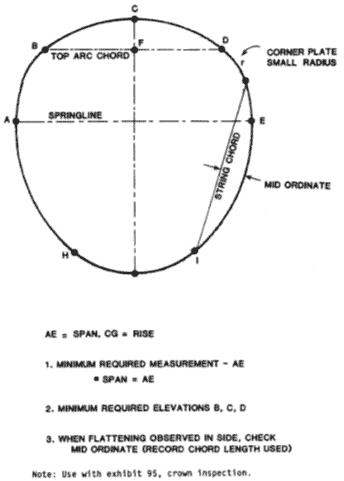 C
B
F
D
CORNER PLATE
SMALL RADIUS
TOP ARC CHORD
r
A
SPRINGLINE
E
STRING CHORD
MID ORDINATE
H
I
AE = SPAN, CG = RISE
1. MINIMUM REQUIRED MEASUREMENT - AE
■ SPAN = AE
2. MINIMUM REQUIRED ELEVATIONS B, C, D
3. WHEN FLATTENING OBSERVED IN SIDE, CHECK
MID ORDINATE (RECORD CHORD LENGTH USED)
Note: Use with exhibit 95, crown inspection.